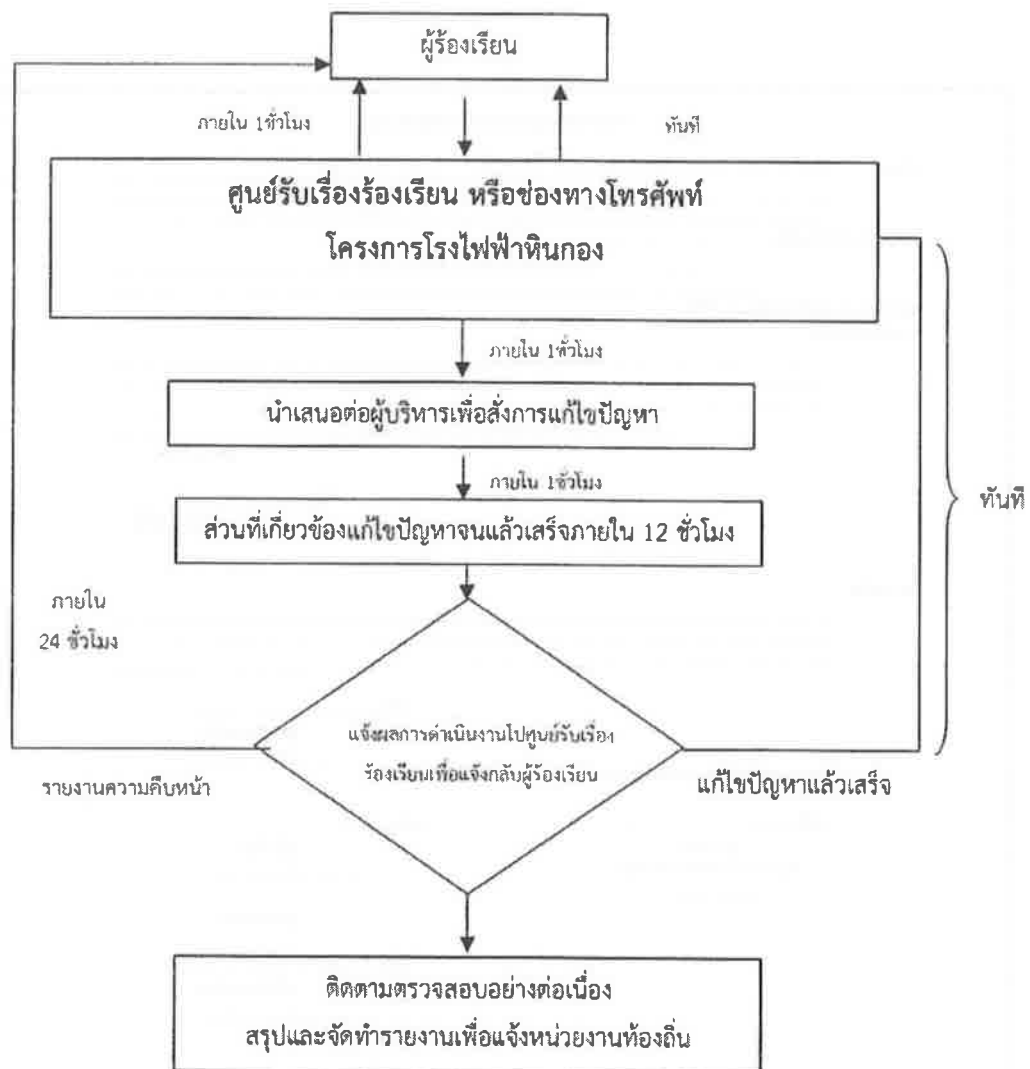 ผู้ร้องเรียน
ภายใน 1ชั่วโมง
ทันที
ศูนย์รับเรื่องร้องเรียน หรือช่องทางโทรศัพท์
โครงการโรงไฟฟ้าหินกอง
ภายใน 1ชั่วโมง
นำเสนอต่อผู้บริหารเพื่อสั่งการแก้ไขปัญหา
ภายใน 1ชั่วโมง
ทันที
ส่วนที่เกี่ยวข้องแก้ไขปัญหาจนแล้วเสร็จภายใน 12 ชั่วโมง
ภายใน
24 ชั่วโมง
แจ้งผลการดำเนินงานไปศูนย์รับเรื่อง
ร้องเรียนเพื่อแจ้งกลับผู้ร้องเรียน
รายงานความคืบหน้า
แก้ไขปัญหาแล้วเสร็จ
ติดตามตรวจสอบอย่างต่อเนื่อง
สรุปและจัดทำรายงานเพื่อแจ้งหน่วยงานท้องถิ่น